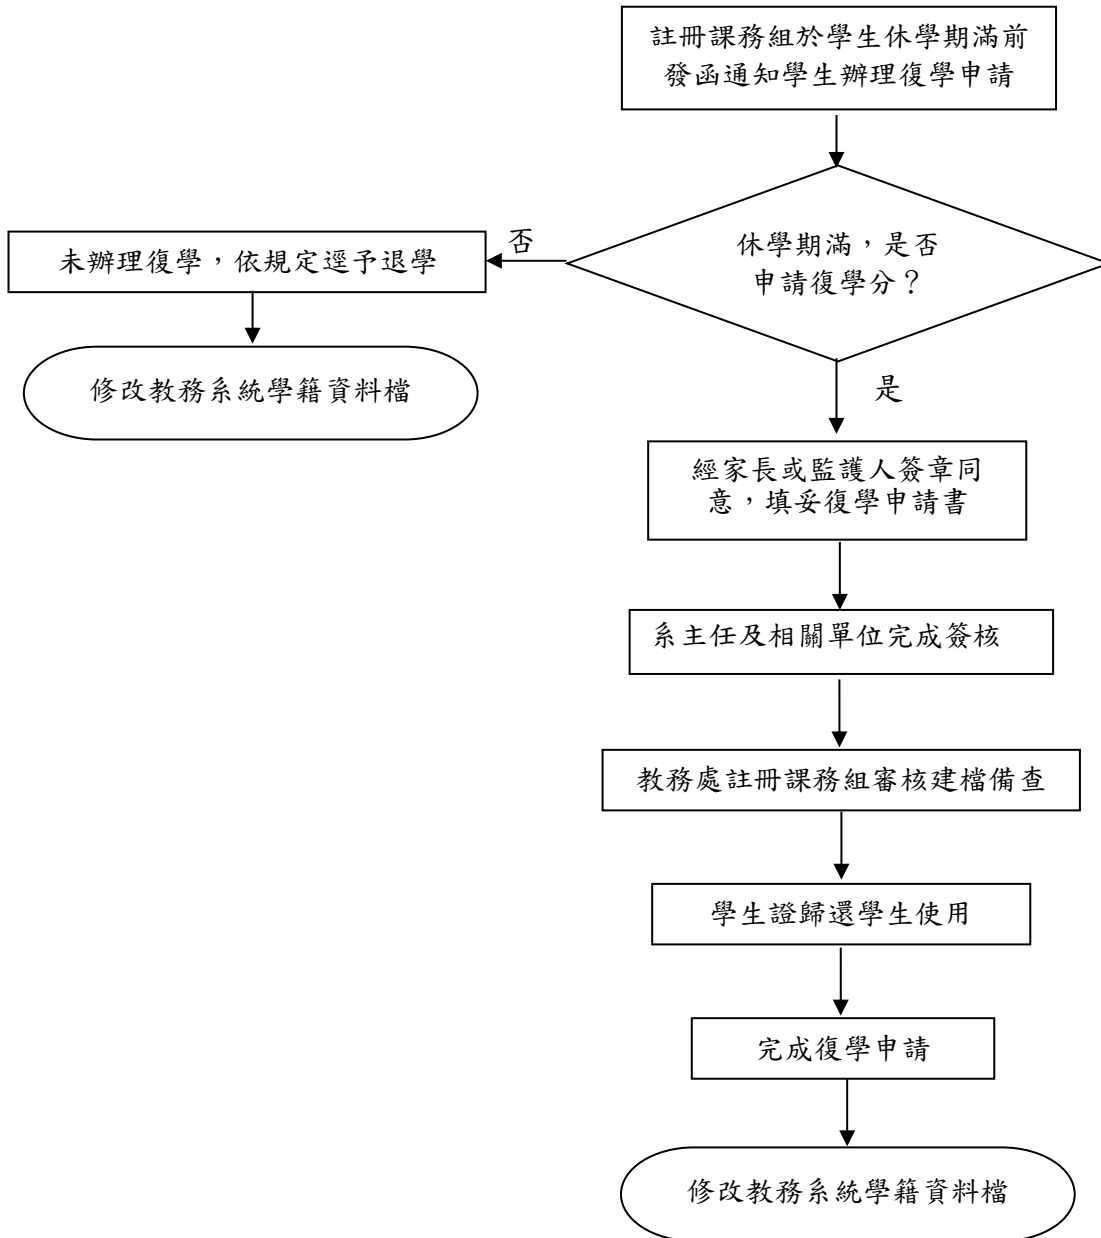 註冊課務組於學生休學期滿前
發函通知學生辦理復學申請
休學期滿，是否
申請復學分？
否
未辦理復學，依規定逕予退學
修改教務系統學籍資料檔
是
經家長或監護人簽章同
意，填妥復學申請書
系主任及相關單位完成簽核
教務處註冊課務組審核建檔備查
學生證歸還學生使用
完成復學申請
修改教務系統學籍資料檔